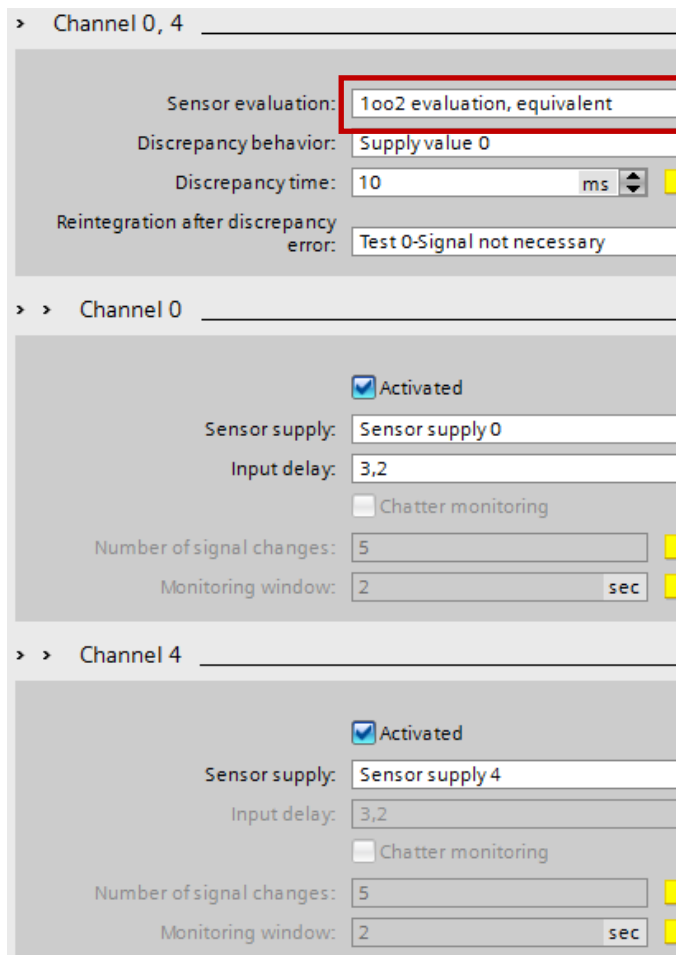 Channel 0, 4
Sensor evaluation: 1oo2 evaluation, equivalent
Discrepancy behavior: Supply value 0
Discrepancy time: 10 ms
Reintegration after discrepancy
error: Test 0-Signal not necessary
Channel 0
Activated
Sensor supply: Sensor supply 0
Input delay: 3,2
Chatter monitoring
Number of signal changes: 5
Monitoring window: 2 sec
Channel 4
Activated
Sensor supply: Sensor supply 4
Input delay: 3,2
Chatter monitoring
Number of signal changes: 5
Monitoring window: 2 sec